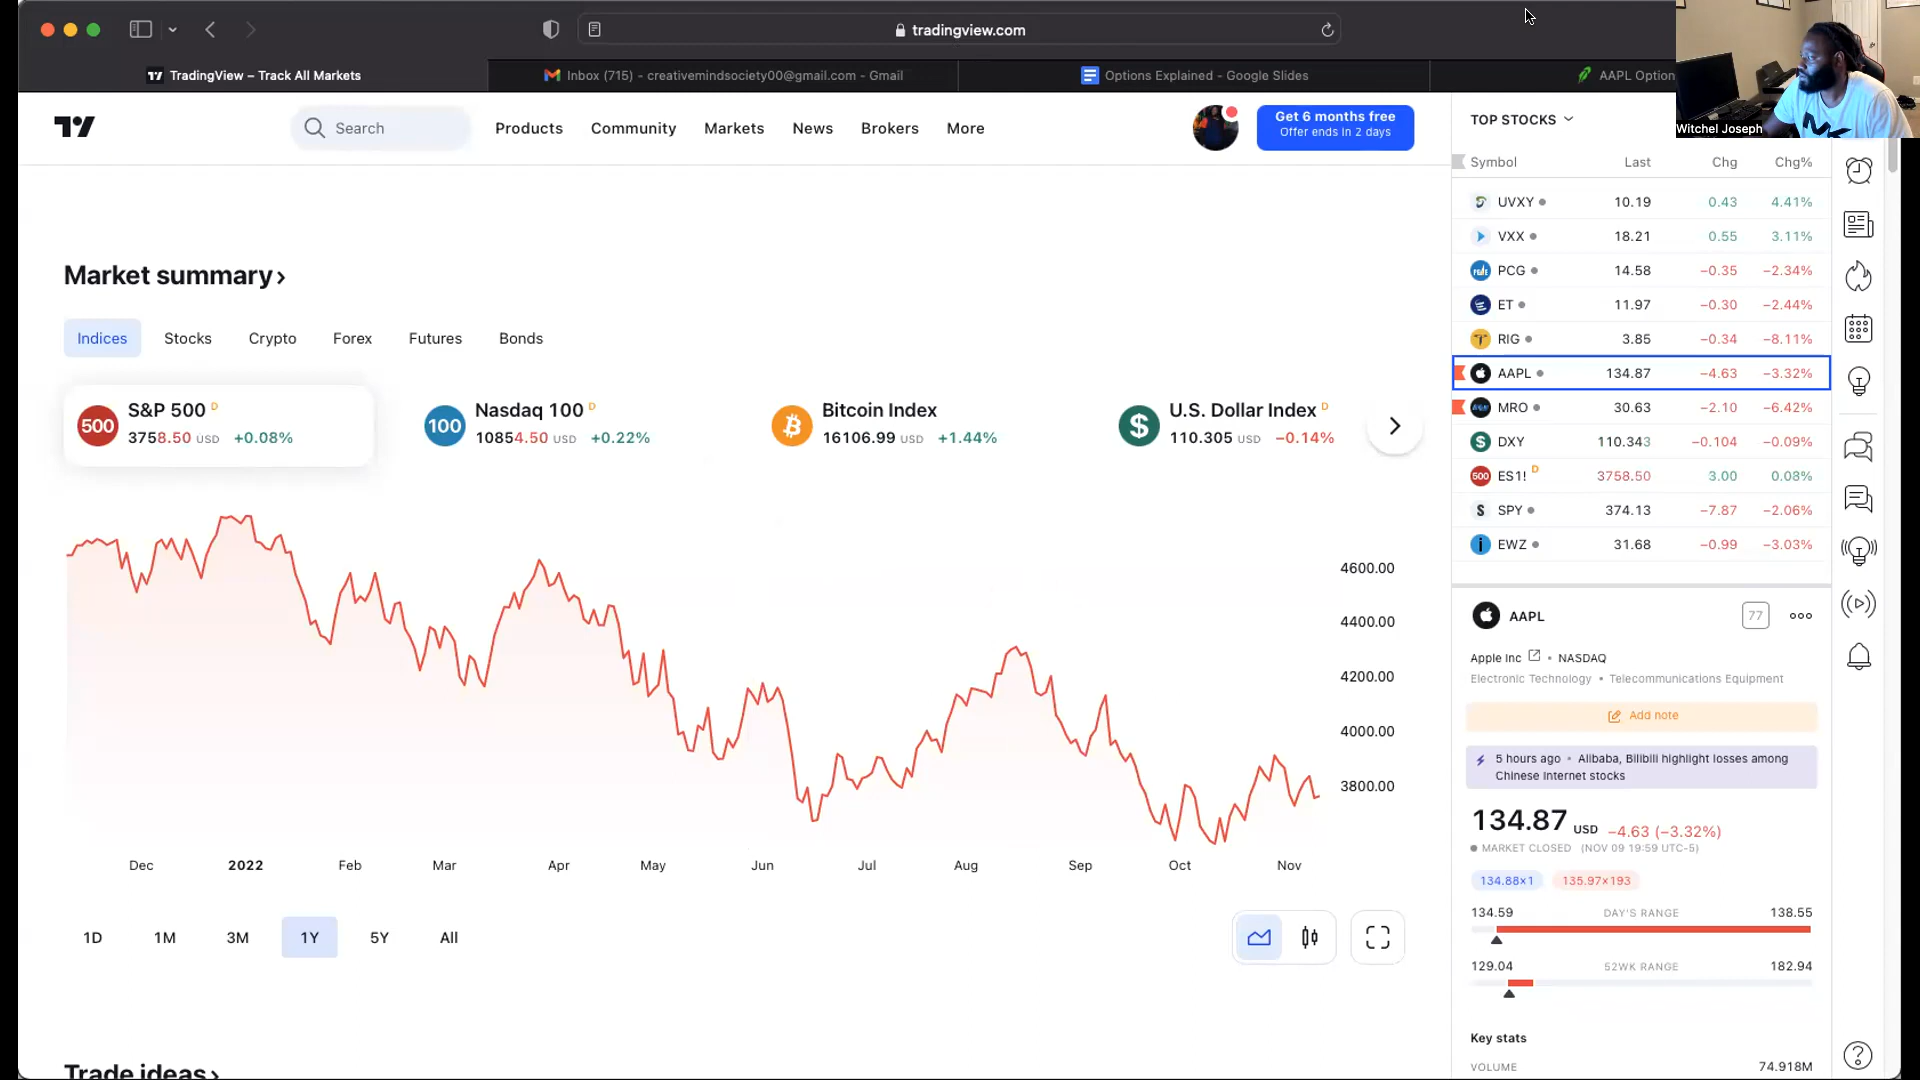 tradingview.com
TradingView – Track All Markets
Inbox (715) - creativemindsociety00@gmail.com - Gmail
Options Explained - Google Slides
AAPL Option
Witchel Joseph
Search
Products
Community
Markets
News
Brokers
More
Get 6 months free
Offer ends in 2 days
Market summary ›
Indices
Stocks
Crypto
Forex
Futures
Bonds
500
S&P 500 D
3758.50 USD +0.08%
100
Nasdaq 100 D
10854.50 USD +0.22%
Bitcoin Index
16106.99 USD +1.44%
$
U.S. Dollar Index D
110.305 USD −0.14%
4600.00
4400.00
4200.00
4000.00
3800.00
Dec 2022 Feb Mar Apr May Jun Jul Aug Sep Oct Nov
1D 1M 3M 1Y 5Y All
Trade ideas ›
TOP STOCKS
Symbol Last Chg Chg%
UVXY 10.19 0.43 4.41%
VXX 18.21 0.55 3.11%
PCG 14.58 −0.35 −2.34%
ET 11.97 −0.30 −2.44%
RIG 3.85 −0.34 −8.11%
AAPL 134.87 −4.63 −3.32%
MRO 30.63 −2.10 −6.42%
$ DXY 110.343 −0.104 −0.09%
500 ES1! D 3758.50 3.00 0.08%
S SPY 374.13 −7.87 −2.06%
i EWZ 31.68 −0.99 −3.03%
AAPL
77
Apple Inc • NASDAQ
Electronic Technology • Telecommunications Equipment
Add note
5 hours ago • Alibaba, Bilibili highlight losses among
Chinese internet stocks
134.87 USD −4.63 (−3.32%)
MARKET CLOSED (NOV 09 19:59 UTC-5)
134.88×1 135.97×193
134.59 DAY'S RANGE 138.55
129.04 52WK RANGE 182.94
Key stats
VOLUME 74.918M